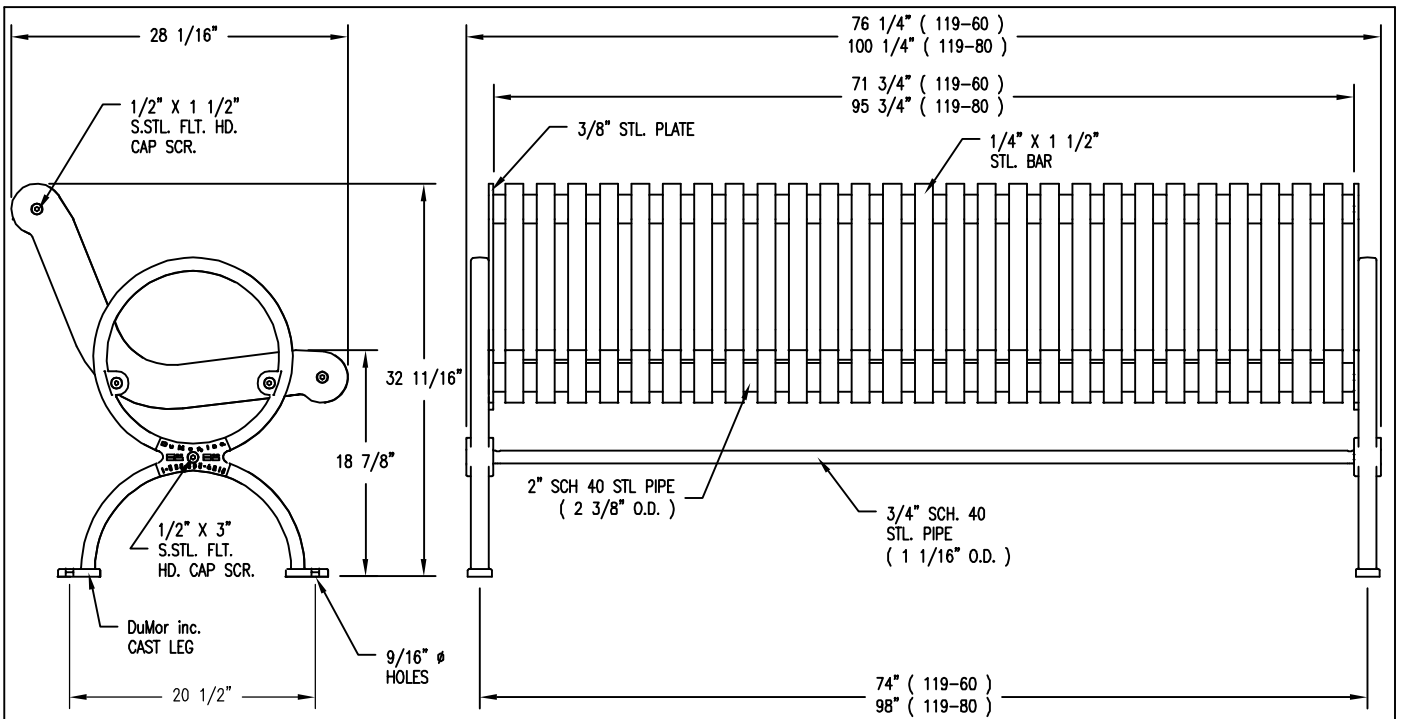 28 1/16"
1/2" X 1 1/2"
S.STL. FLT. HD.
CAP SCR.
32 11/16"
18 7/8"
1/2" X 3"
S.STL. FLT.
HD. CAP SCR.
DuMor inc.
CAST LEG
9/16" ø
HOLES
20 1/2"
76 1/4" ( 119-60 )
100 1/4" ( 119-80 )
71 3/4" ( 119-60 )
95 3/4" ( 119-80 )
3/8" STL. PLATE
1/4" X 1 1/2"
STL. BAR
2" SCH 40 STL PIPE
( 2 3/8" O.D. )
3/4" SCH. 40
STL. PIPE
( 1 1/16" O.D. )
74" ( 119-60 )
98" ( 119-80 )